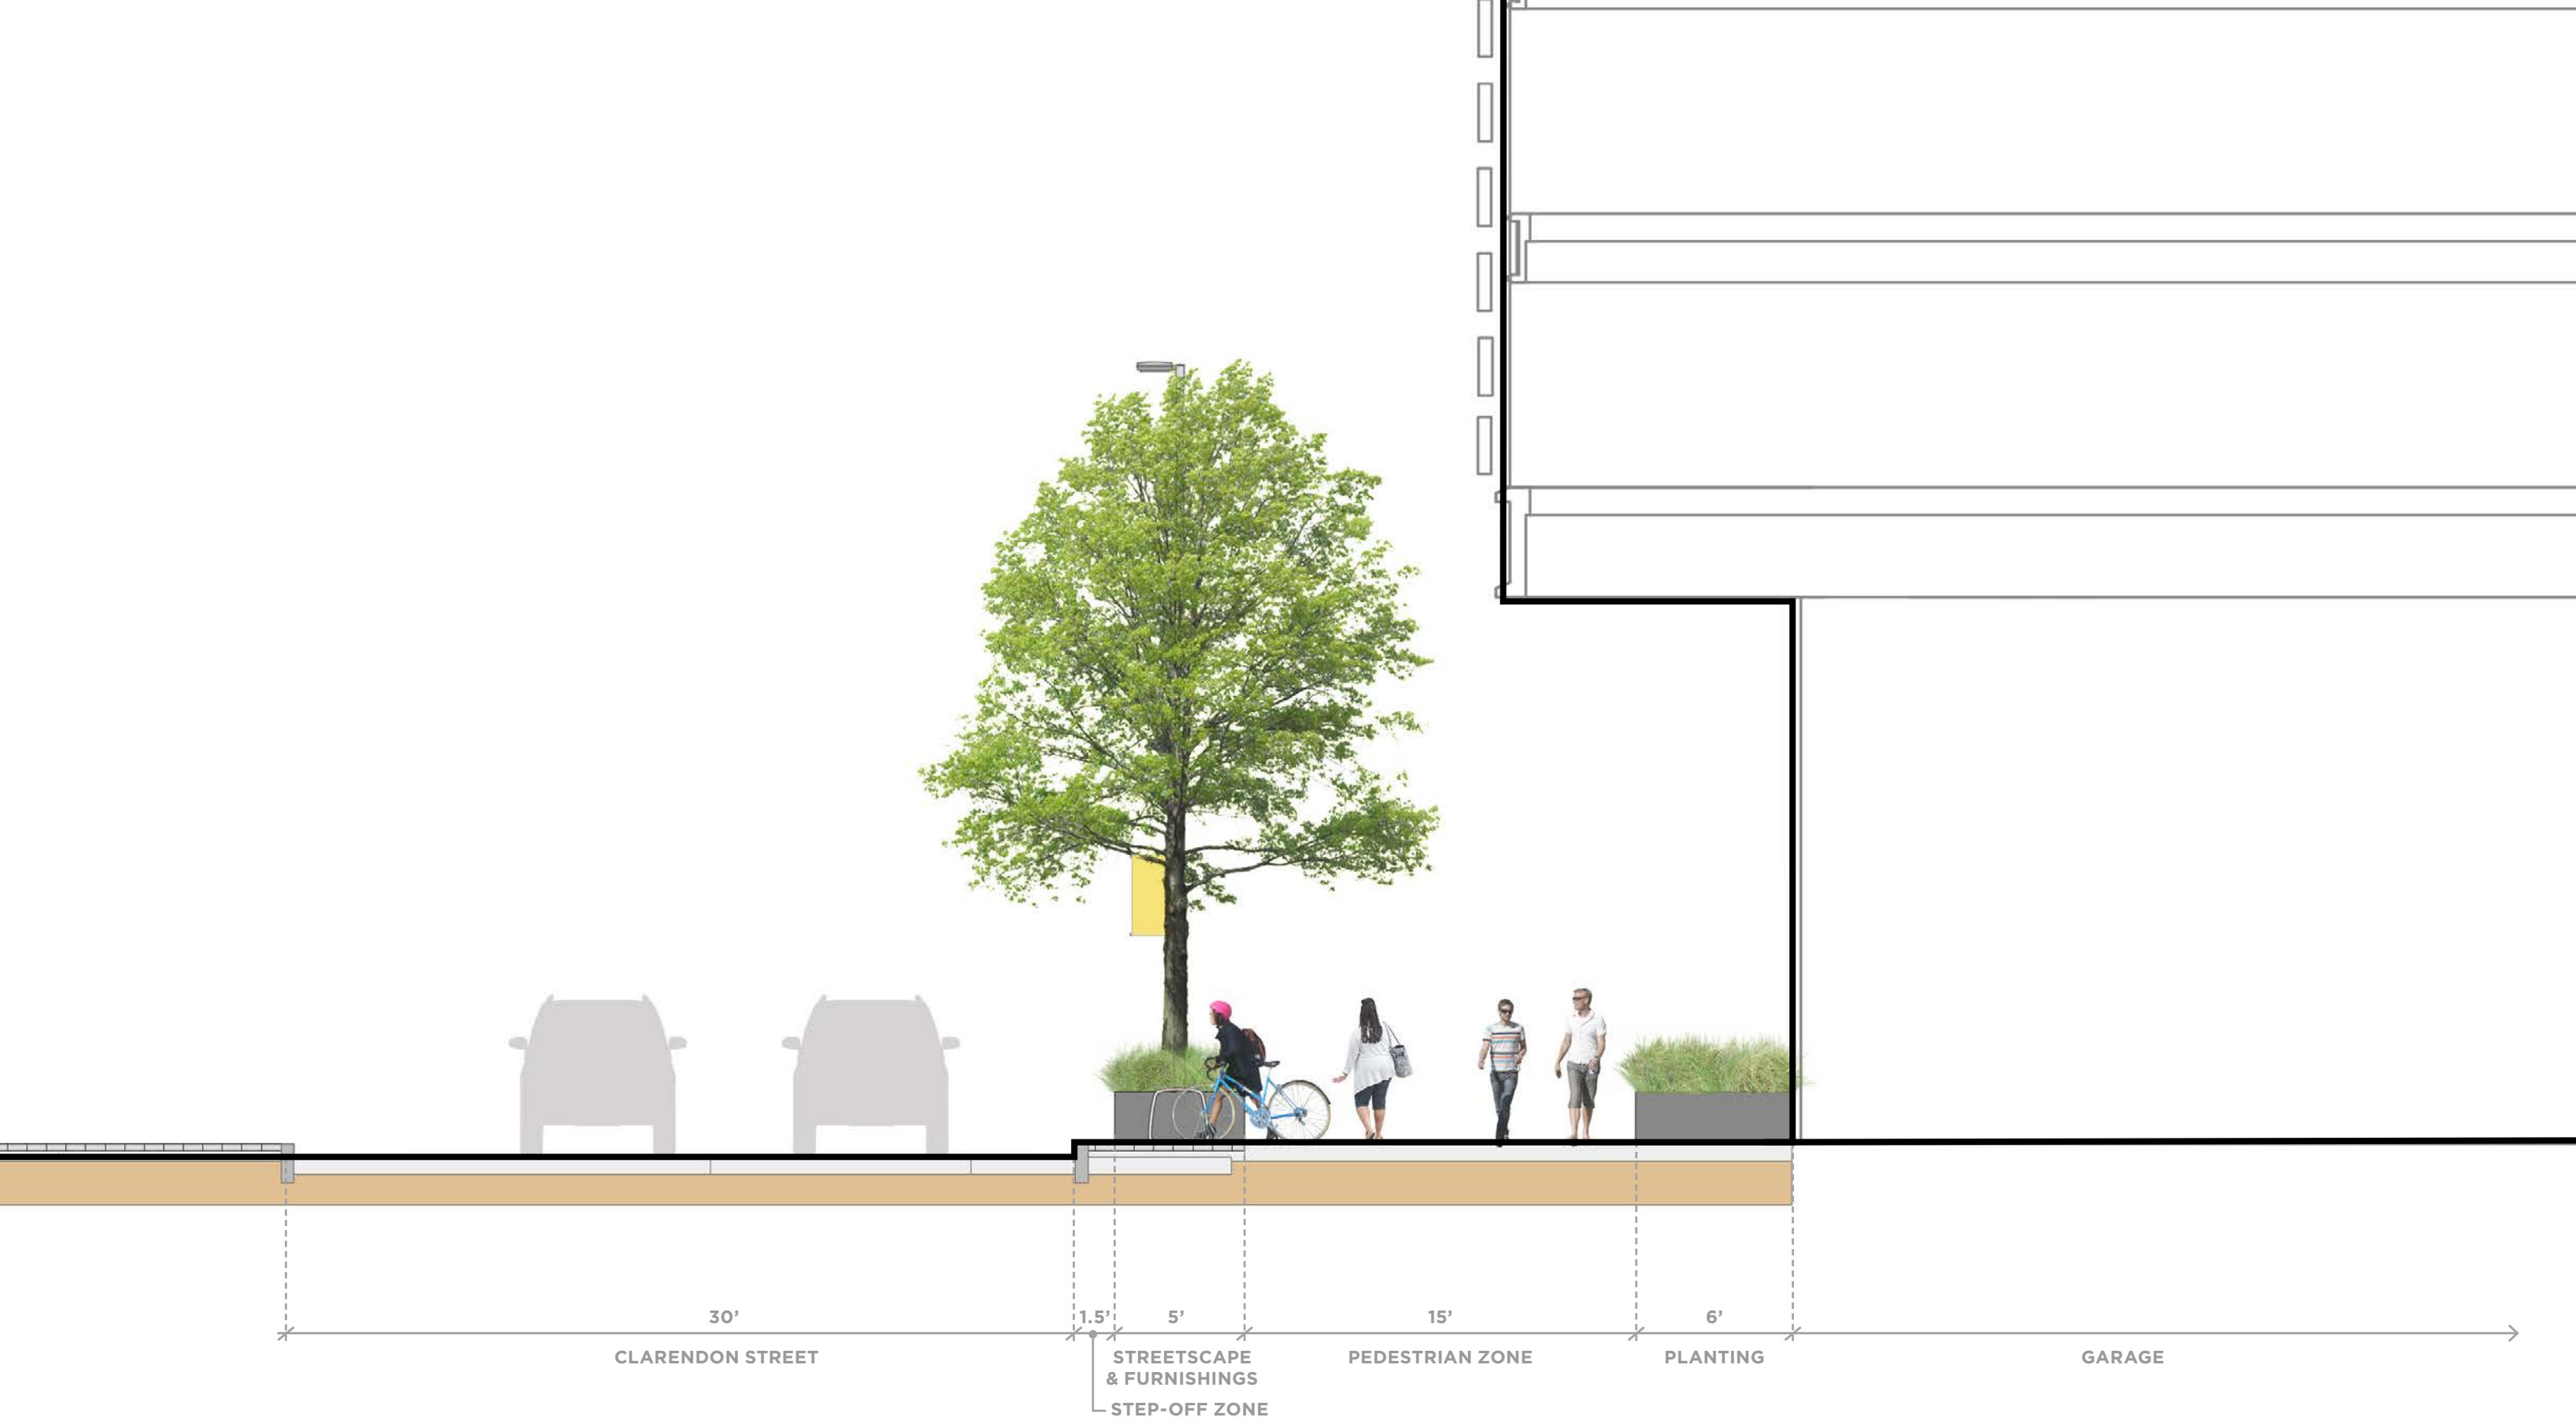 30’
1.5’
5’
15’
6’
CLARENDON STREET
STREETSCAPE
& FURNISHINGS
STEP-OFF ZONE
PEDESTRIAN ZONE
PLANTING
GARAGE